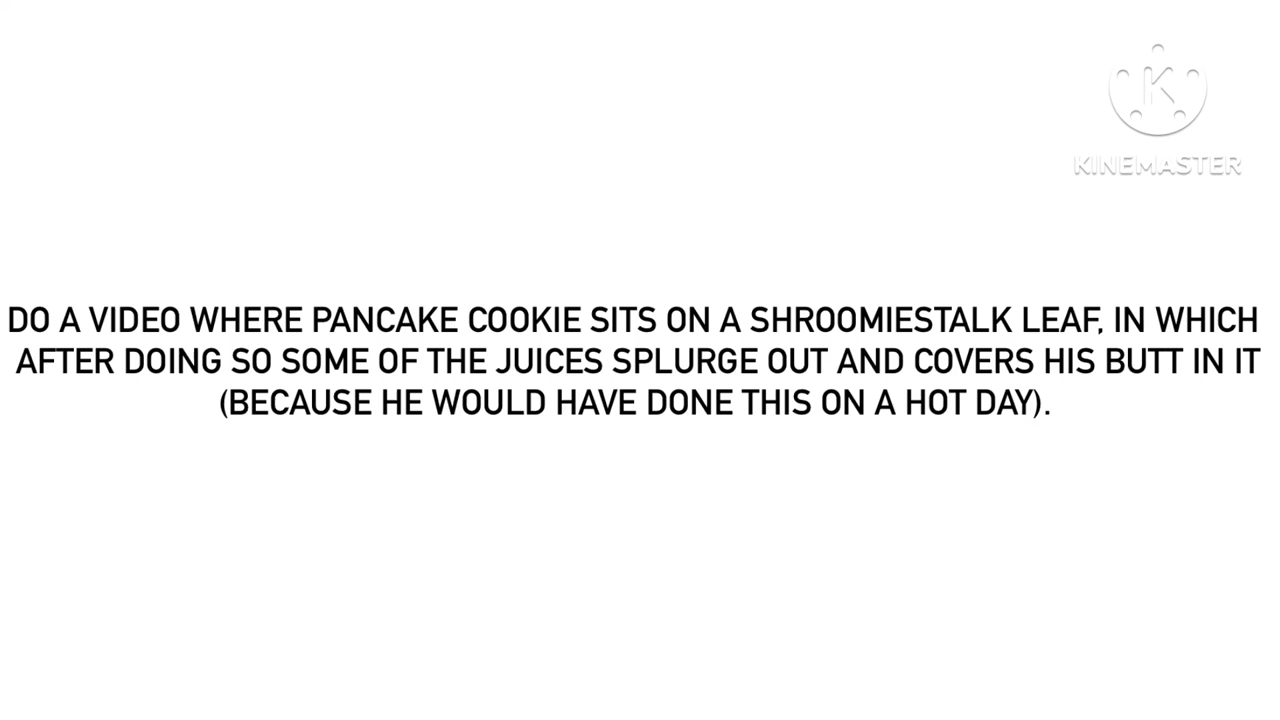 KINEMASTER
DO A VIDEO WHERE PANCAKE COOKIE SITS ON A SHROOMIESTALK LEAF, IN WHICH
AFTER DOING SO SOME OF THE JUICES SPLURGE OUT AND COVERS HIS BUTT IN IT
(BECAUSE HE WOULD HAVE DONE THIS ON A HOT DAY).